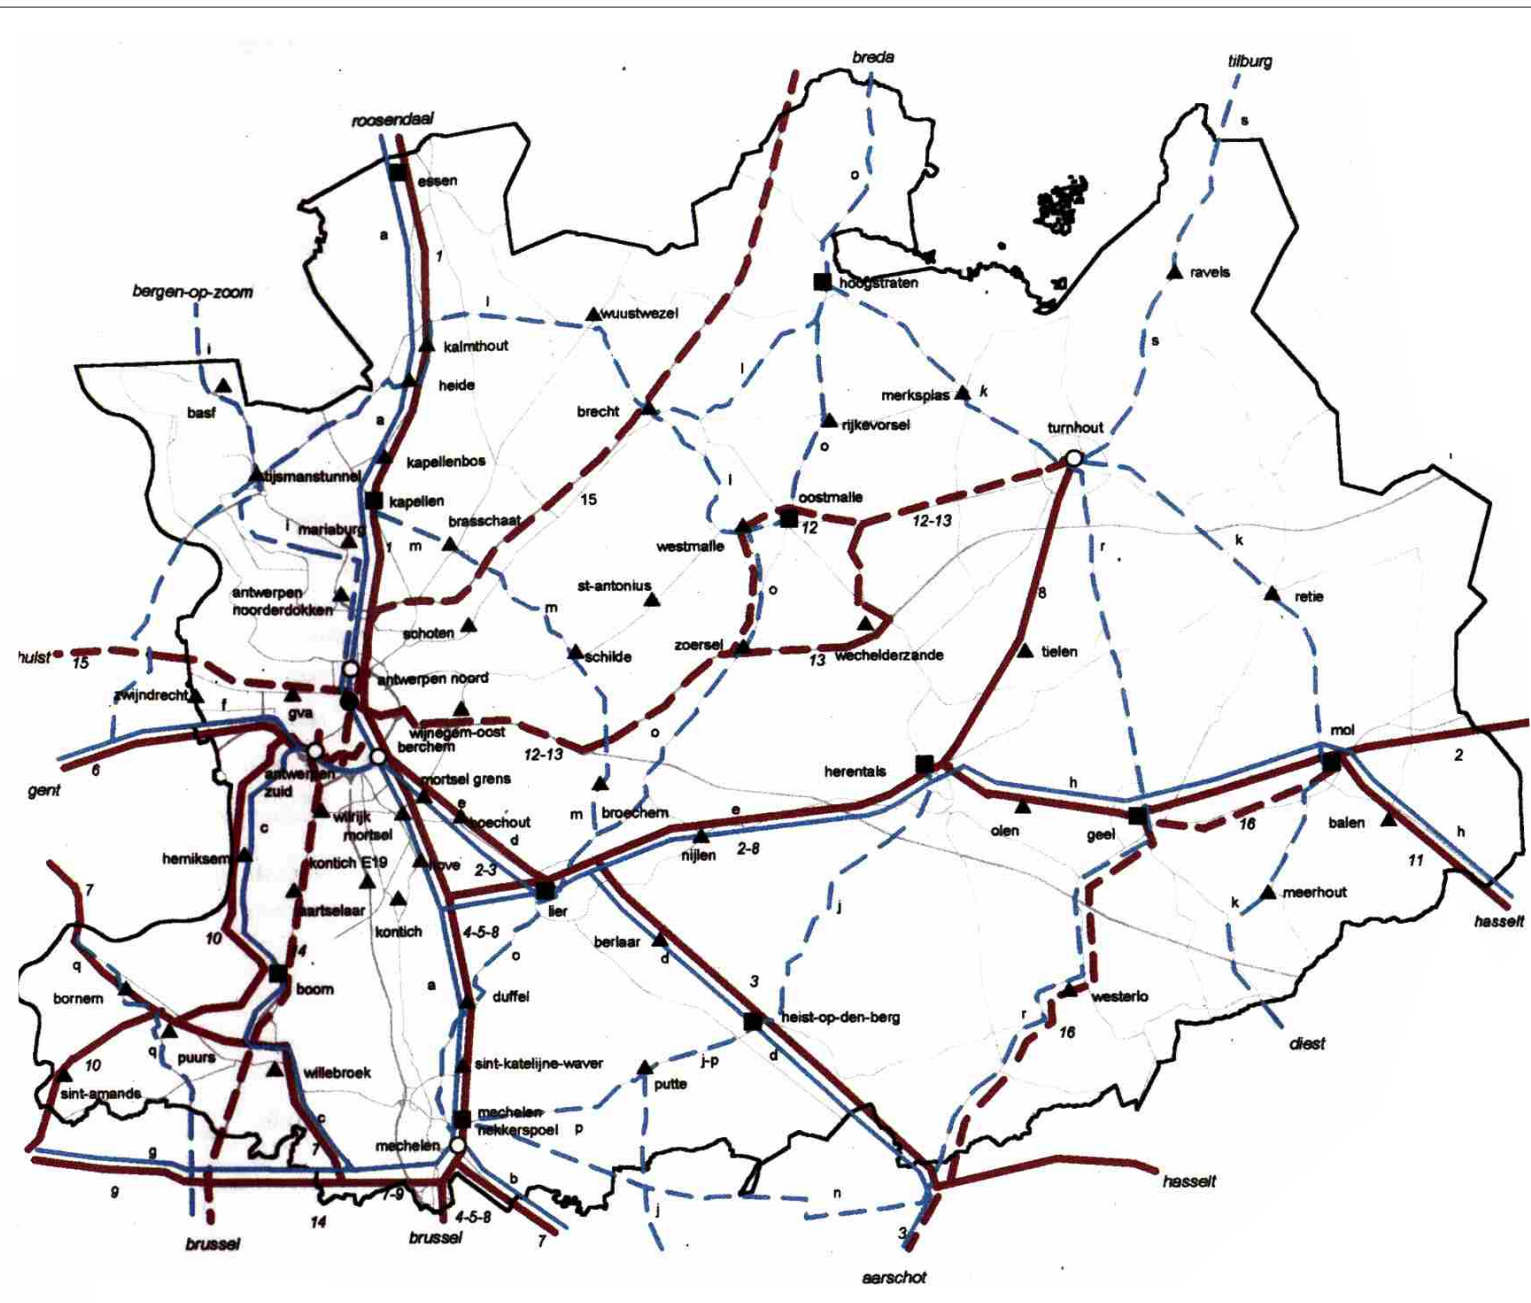 breda
tilburg
s
roosendaal
essen
o
a
1
ravels
bergen-op-zoom
hoogstraten
l
wuustwezel
kalmthout
s
i
heide
l
basf
brecht
merksplas
k
a
rijkevorsel
turnhout
o
kapellenbos
tijsmanstunnel
l
15
kapellen
oostmalle
i
mariaburg
brasschaat
12
12-13
1
m
westmalle
r
k
st-antonius
antwerpen
noorderdokken
o
8
retie
m
schoten
zoersel
hulst
15
schilde
13
wechelderzande
tielen
antwerpen noord
zwijndrecht
f
gva
wijnegem-oost
o
mol
berchem
12-13
2
6
antwerpen
zuid
herentals
mortsel grens
gent
h
e
wilrijk
boechout
m
broechem
e
mortsel
olen
geel
16
balen
c
d
h
hemiksem
kontich E19
hove
2-3
nijlen
2-8
11
7
meerhout
aartselaar
lier
j
k
hasselt
kontich
10
4-5-8
berlaar
14
o
d
q
a
3
bornem
boom
duffel
westerlo
heist-op-den-berg
r
16
q
puurs
diest
10
sint-katelijne-waver
j-p
d
willebroek
putte
sint-amands
mechelen
nekkerspoel
c
p
mechelen
7
g
b
hasselt
9
7-9
n
14
4-5-8
j
brussel
brussel
7
3
aarschot